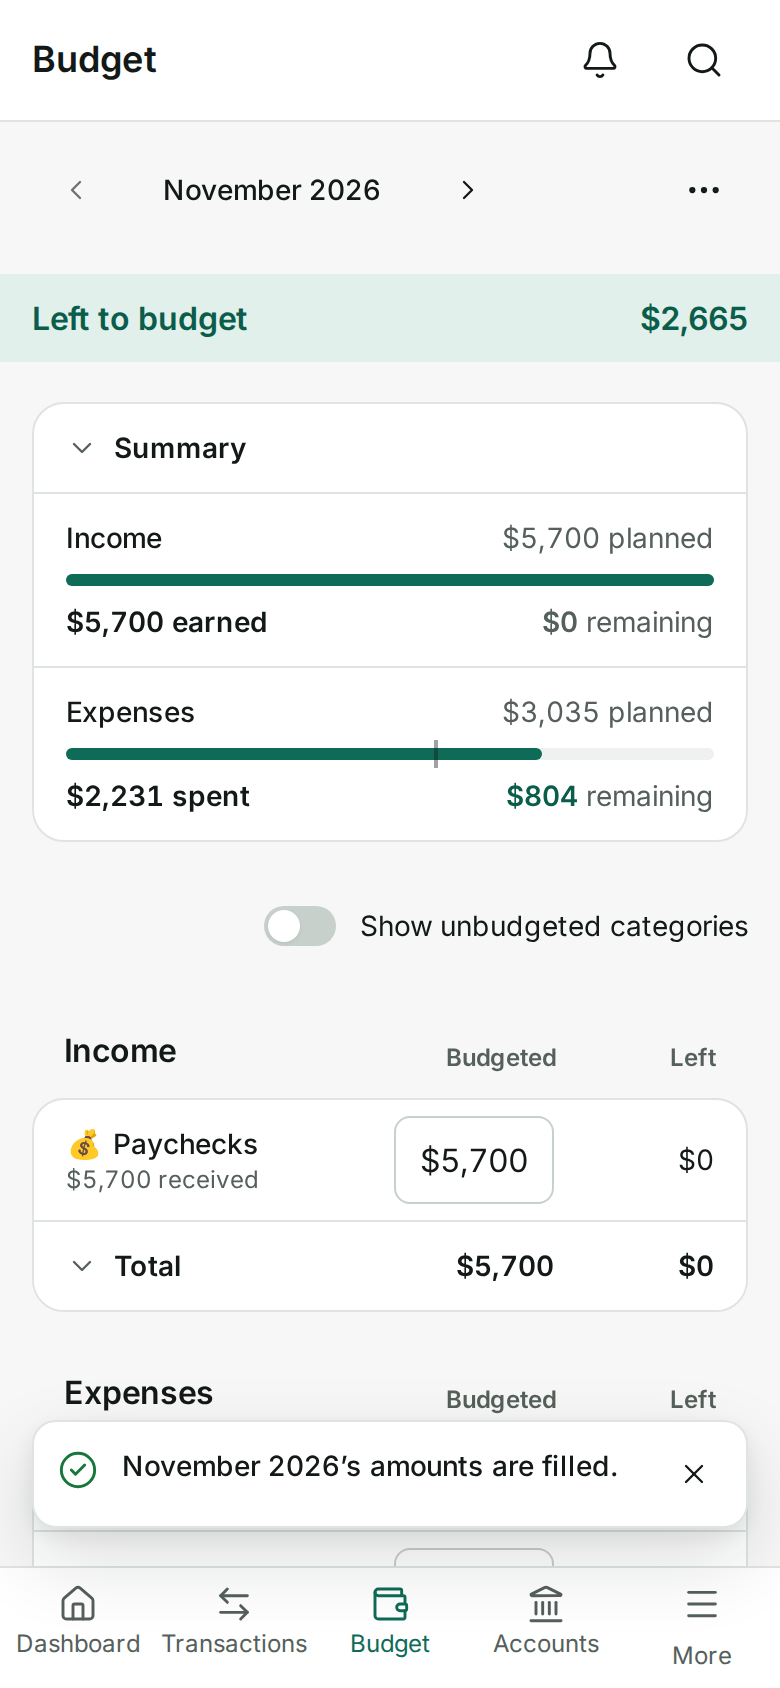 Budget
November 2026
Left to budget $2,665
Summary
Income $5,700 planned
$5,700 earned $0 remaining
Expenses $3,035 planned
$2,231 spent $804 remaining
Show unbudgeted categories
Income Budgeted Left
Paychecks $5,700 $0
$5,700 received
Total $5,700 $0
Expenses Budgeted Left
November 2026’s amounts are filled.
Dashboard Transactions Budget Accounts More